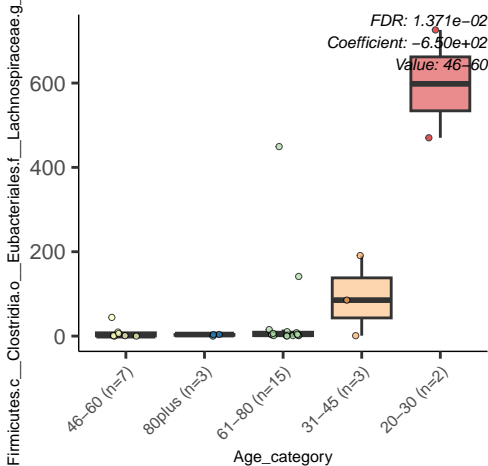 Firmicutes.c__Clostridia.o__Eubacteriales.f__Lachnospiraceae.g_
FDR: 1.371e−02
Coefficient: −6.50e+02
Value: 46−60
600
400
200
0
46−60 (n=7)
80plus (n=3)
61−80 (n=15)
31−45 (n=3)
20−30 (n=2)
Age_category